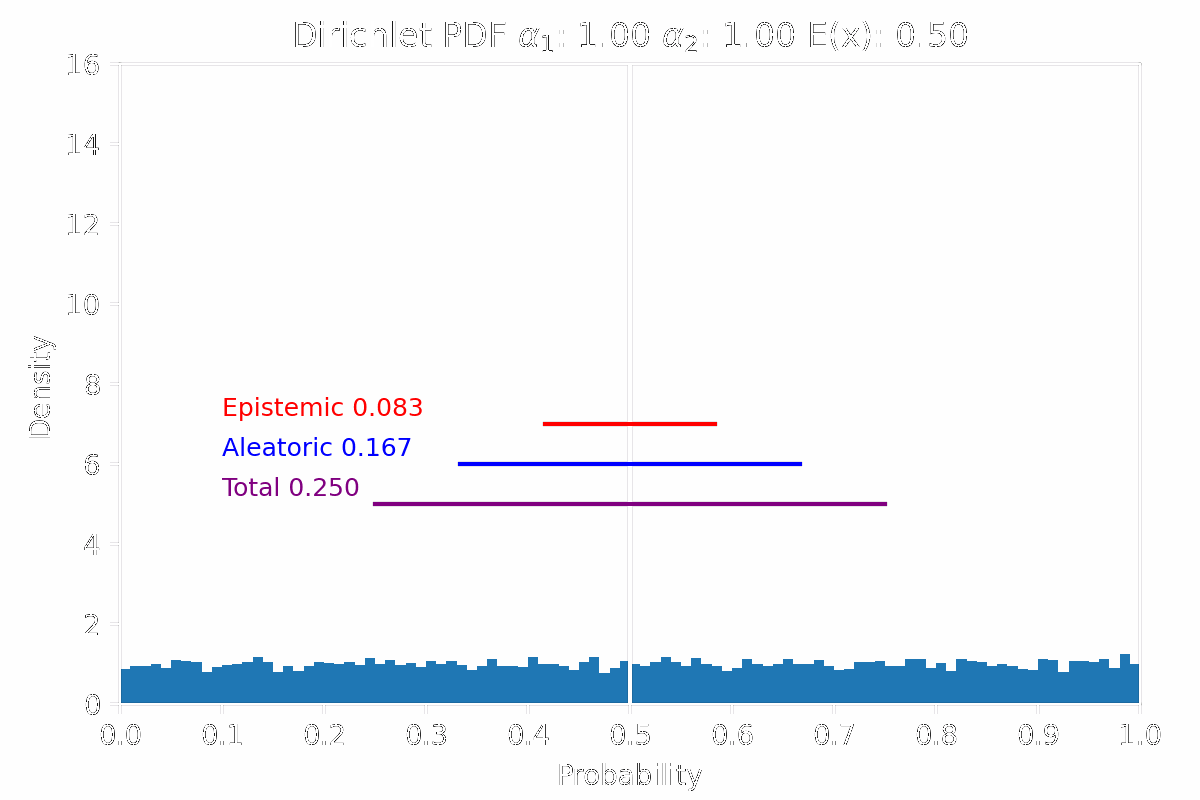 Dirichlet PDF α₁: 1.00 α₂: 1.00 E(x): 0.50
16
14
12
10
8
6
4
2
0
Density
Epistemic 0.083
Aleatoric 0.167
Total 0.250
0.0 0.1 0.2 0.3 0.4 0.5 0.6 0.7 0.8 0.9 1.0
Probability